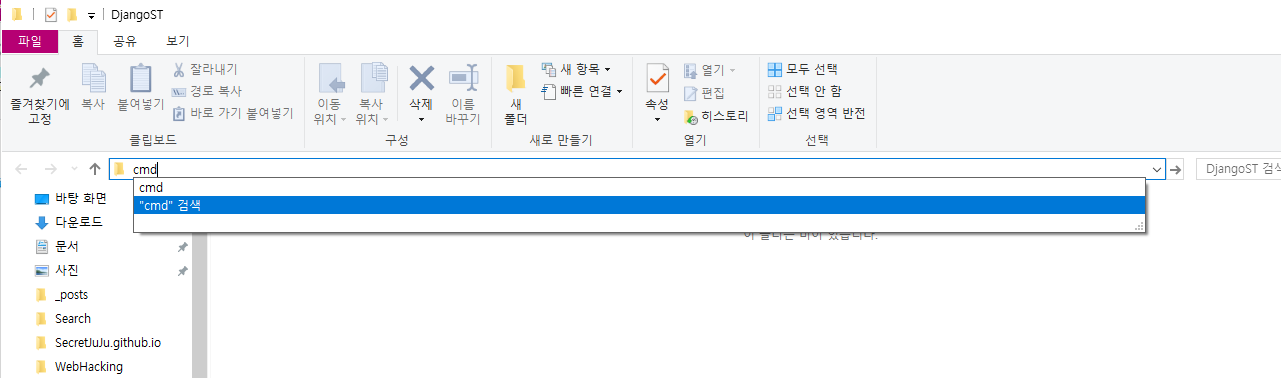 DjangoST
파일 홈 공유 보기
즐겨찾기에 고정
복사
붙여넣기
잘라내기
경로 복사
바로 가기 붙여넣기
클립보드
이동 위치
복사 위치
삭제
이름 바꾸기
구성
새 폴더
새 항목
빠른 연결
새로 만들기
속성
열기
편집
히스토리
열기
모두 선택
선택 안 함
선택 영역 반전
선택
cmd
DjangoST 검색
cmd
"cmd" 검색
이 폴더는 비어 있습니다.
바탕 화면
다운로드
문서
사진
_posts
Search
SecretJuJu.github.io
WebHacking